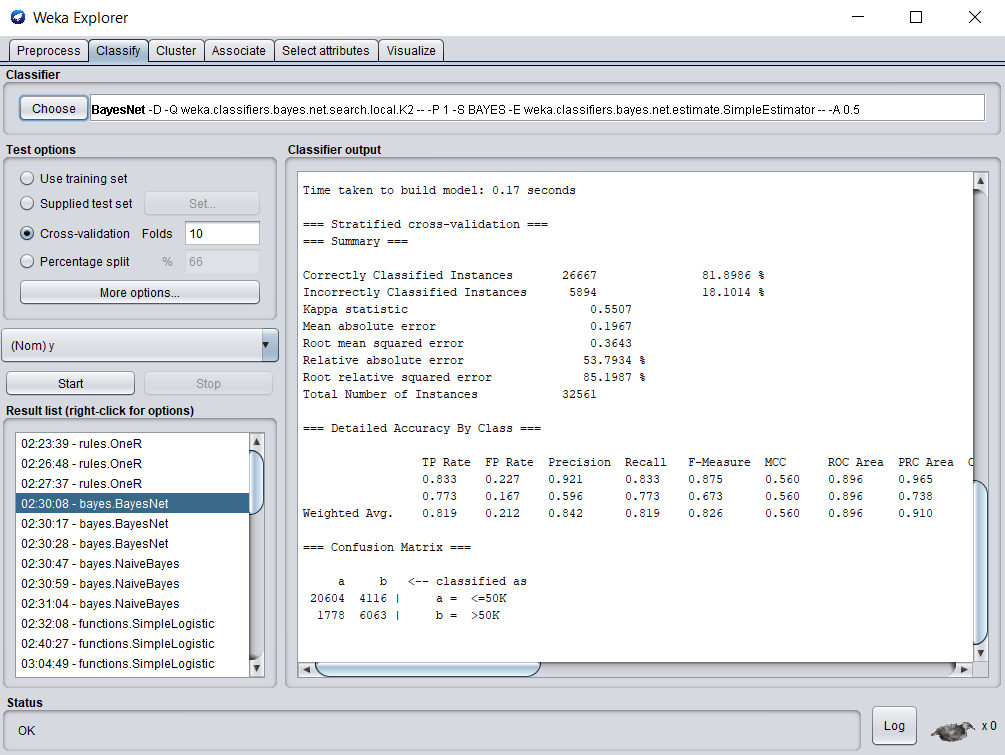 Weka Explorer
Preprocess Classify Cluster Associate Select attributes Visualize
Classifier
Choose BayesNet -D -Q weka.classifiers.bayes.net.search.local.K2 -- -P 1 -S BAYES -E weka.classifiers.bayes.net.estimate.SimpleEstimator -- -A 0.5
Test options
Use training set
Supplied test set Set...
Cross-validation Folds 10
Percentage split % 66
More options...
(Nom) y
Start Stop
Result list (right-click for options)
02:23:39 - rules.OneR
02:26:48 - rules.OneR
02:27:37 - rules.OneR
02:30:08 - bayes.BayesNet
02:30:17 - bayes.BayesNet
02:30:28 - bayes.BayesNet
02:30:47 - bayes.NaiveBayes
02:30:59 - bayes.NaiveBayes
02:31:04 - bayes.NaiveBayes
02:32:08 - functions.SimpleLogistic
02:40:27 - functions.SimpleLogistic
03:04:49 - functions.SimpleLogistic
Classifier output
Time taken to build model: 0.17 seconds
=== Stratified cross-validation ===
=== Summary ===
Correctly Classified Instances 26667 81.8986 %
Incorrectly Classified Instances 5894 18.1014 %
Kappa statistic 0.5507
Mean absolute error 0.1967
Root mean squared error 0.3643
Relative absolute error 53.7934 %
Root relative squared error 85.1987 %
Total Number of Instances 32561
=== Detailed Accuracy By Class ===
TP Rate FP Rate Precision Recall F-Measure MCC ROC Area PRC Area C
0.833 0.227 0.921 0.833 0.875 0.560 0.896 0.965
0.773 0.167 0.596 0.773 0.673 0.560 0.896 0.738
Weighted Avg. 0.819 0.212 0.842 0.819 0.826 0.560 0.896 0.910
=== Confusion Matrix ===
a b <-- classified as
20604 4116 | a = <=50K
1778 6063 | b = >50K
Status
OK
Log x 0